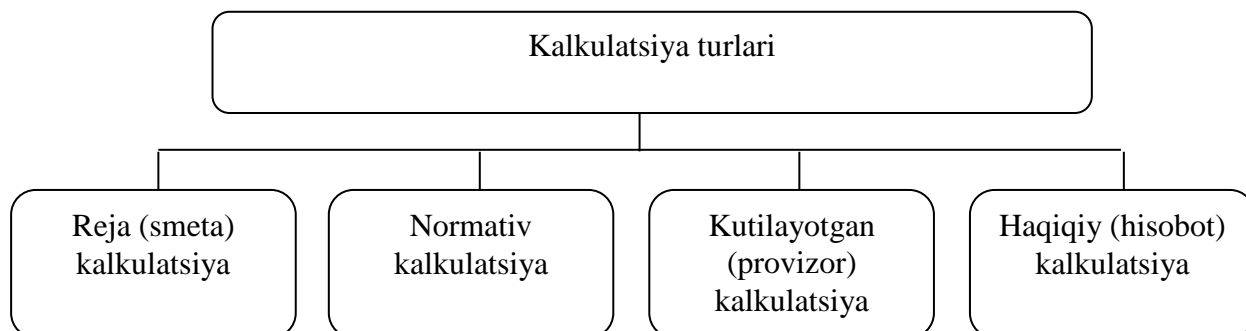 Kalkulatsiya turlari
Reja (smeta)
kalkulatsiya
Normativ
kalkulatsiya
Kutilayotgan
(provizor)
kalkulatsiya
Haqiqiy (hisobot)
kalkulatsiya